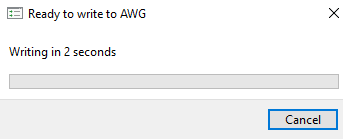 Ready to write to AWG
Writing in 2 seconds
Cancel